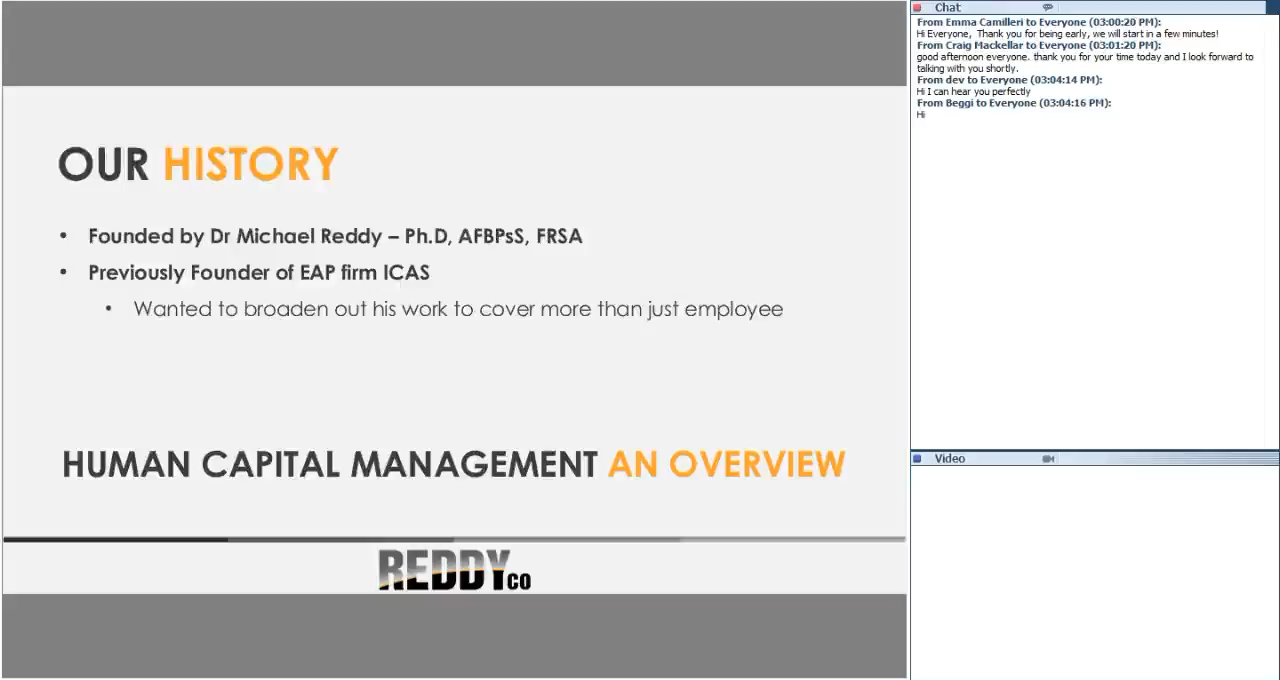 OUR HISTORY
• Founded by Dr Michael Reddy – Ph.D, AFBPsS, FRSA
• Previously Founder of EAP firm ICAS
• Wanted to broaden out his work to cover more than just employee
HUMAN CAPITAL MANAGEMENT AN OVERVIEW
REDDYCO
Chat
From Emma Camilleri to Everyone (03:00:20 PM):
Hi Everyone, Thank you for being early, we will start in a few minutes!
From Craig Mackellar to Everyone (03:01:20 PM):
good afternoon everyone. thank you for your time today and I look forward to
talking with you shortly.
From dev to Everyone (03:04:14 PM):
Hi I can hear you perfectly
From Beggi to Everyone (03:04:16 PM):
Hi
Video